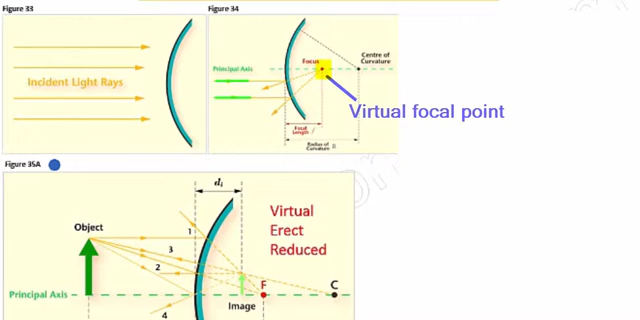 Figure 33
Incident Light Rays
Figure 34
Principal Axis
Focus
Centre of
Curvature
Focal
Length f
Radius of
Curvature R
Virtual focal point
Figure 35A
di
Object
1
3
2
4
Virtual
Erect
Reduced
F
C
Principal Axis
Image